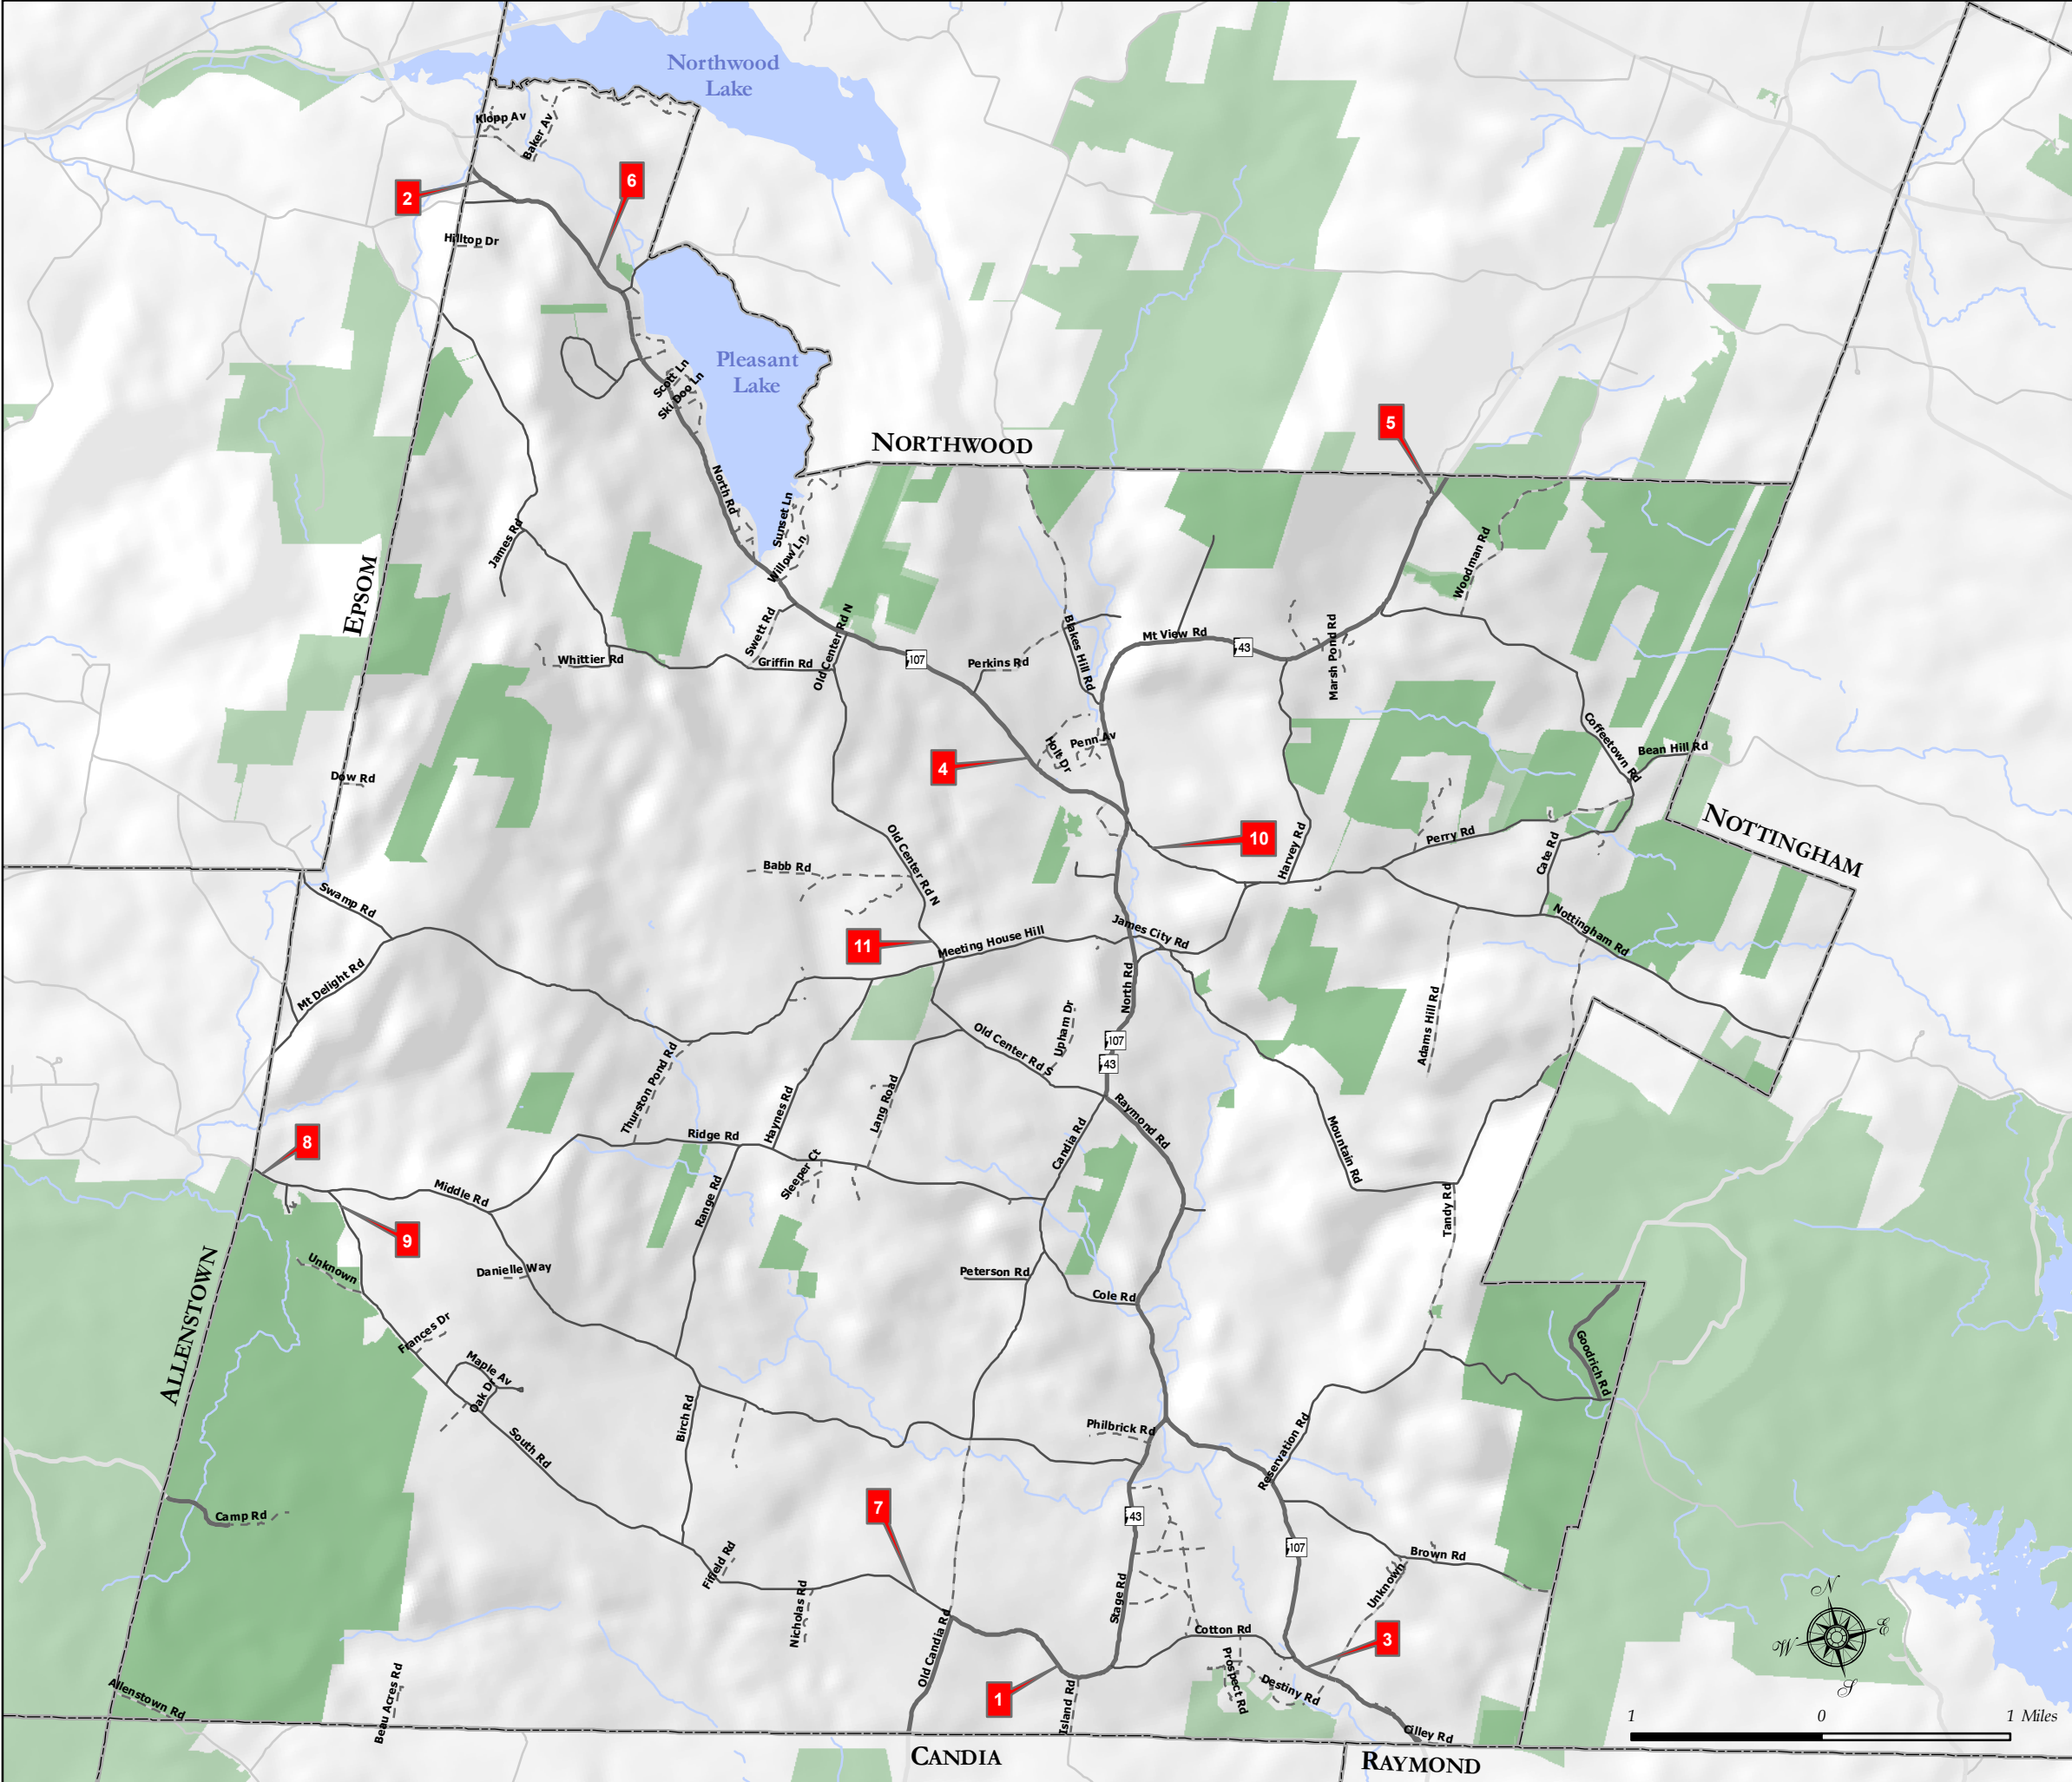 Northwood
Lake
Klopp Av
Baker Av
6
2
Hilltop Dr
Pleasant
Lake
Scott Ln
Ski Doo Ln
5
NORTHWOOD
North Rd
Sunset Ln
Willow Ln
James Rd
EPSOM
Woodman Rd
Swett Rd
Old Center Rd N
Blakes Hill Rd
Mt View Rd
43
Marsh Pond Rd
Whittier Rd
Griffin Rd
107
Perkins Rd
Coffeetown Rd
Bean Hill Rd
Holt Dr
Penn Av
4
Dow Rd
NOTTINGHAM
10
Harvey Rd
Perry Rd
Cate Rd
Babb Rd
Old Center Rd N
Swamp Rd
11
Meeting House Hill
James City Rd
Nottingham Rd
Mt Delight Rd
North Rd
Upham Dr
Adams Hill Rd
Old Center Rd S
107
43
Thurston Pond Rd
Haynes Rd
Lang Road
Raymond Rd
8
Ridge Rd
Candia Rd
Mountain Rd
Sleeper Ct
Middle Rd
Range Rd
Tandy Rd
9
ALLENSTOWN
Unknown
Danielle Way
Peterson Rd
Cole Rd
Frances Dr
Goodrich Rd
Maple Av
Oak Dr
Birch Rd
Philbrick Rd
South Rd
Reservation Rd
7
Camp Rd
43
107
Brown Rd
Fifield Rd
Unknown
Nicholas Rd
Stage Rd
Old Candia Rd
Cotton Rd
3
Prospect Rd
Destiny Rd
1
Island Rd
Allenstown Rd
Beau Acres Rd
Cilley Rd
N
W
E
S
1 0 1 Miles
CANDIA
RAYMOND